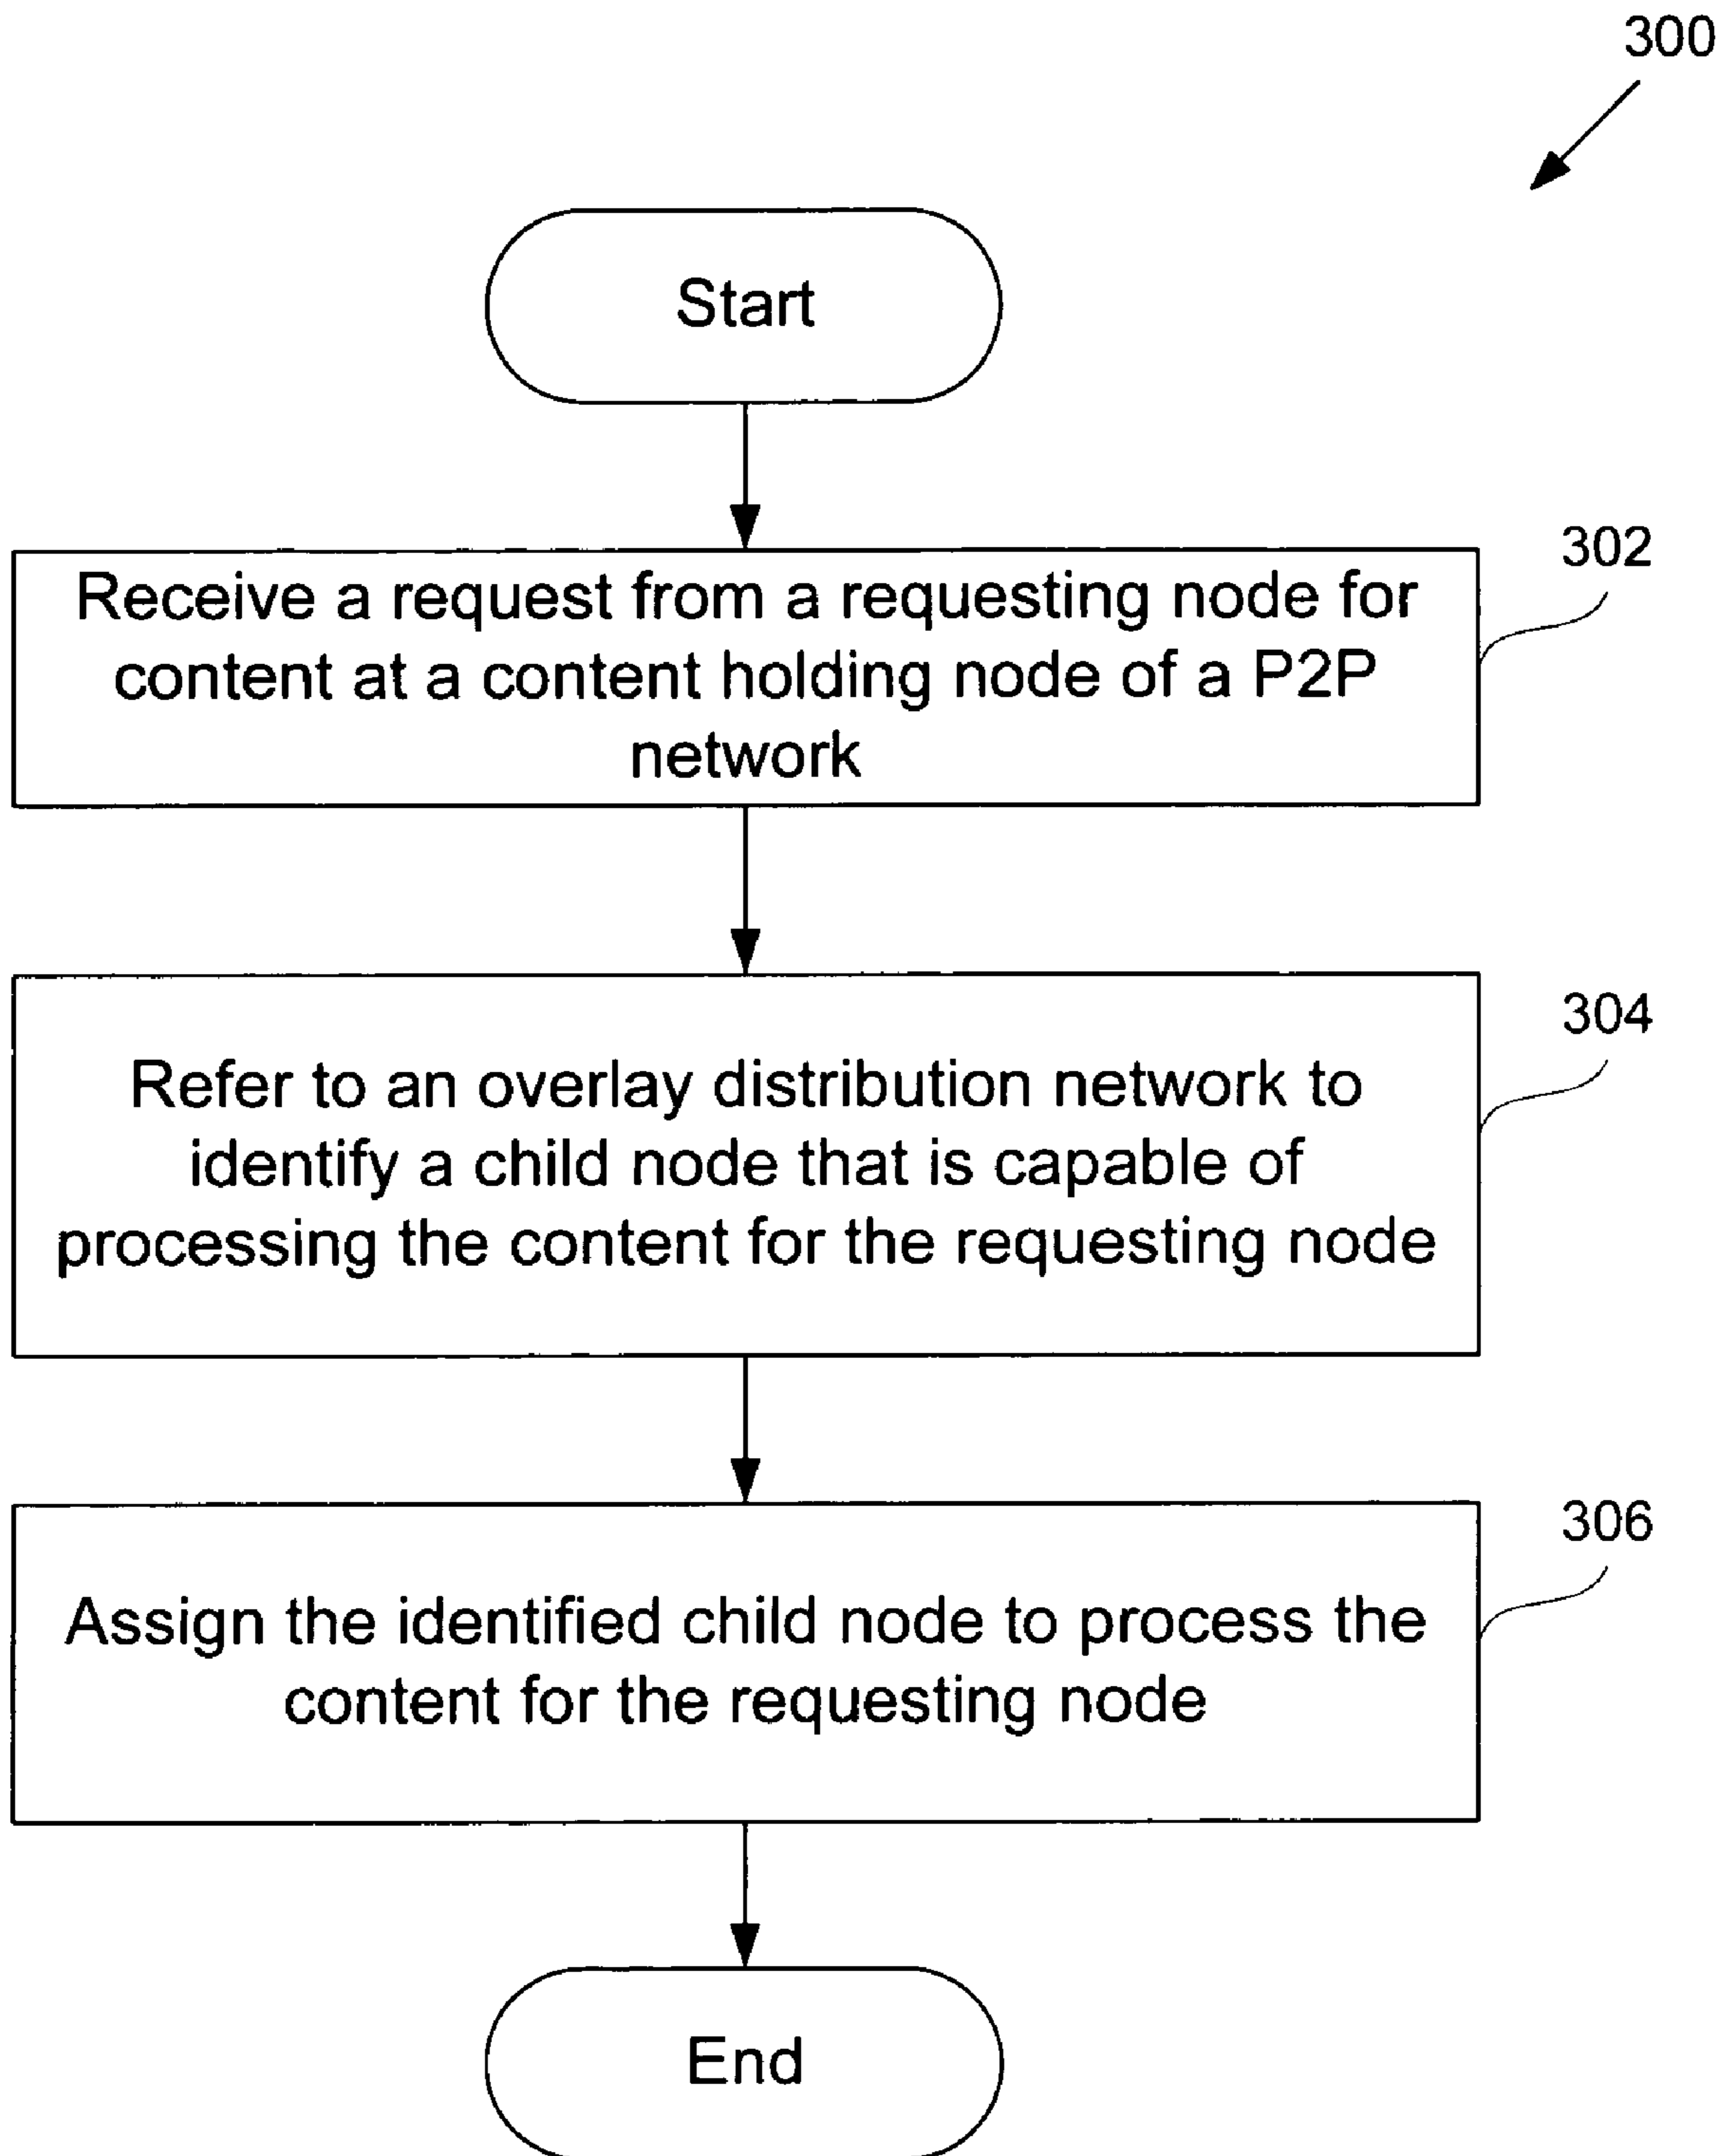 300
Start
302
Receive a request from a requesting node for
content at a content holding node of a P2P
network
304
Refer to an overlay distribution network to
identify a child node that is capable of
processing the content for the requesting node
306
Assign the identified child node to process the
content for the requesting node
End